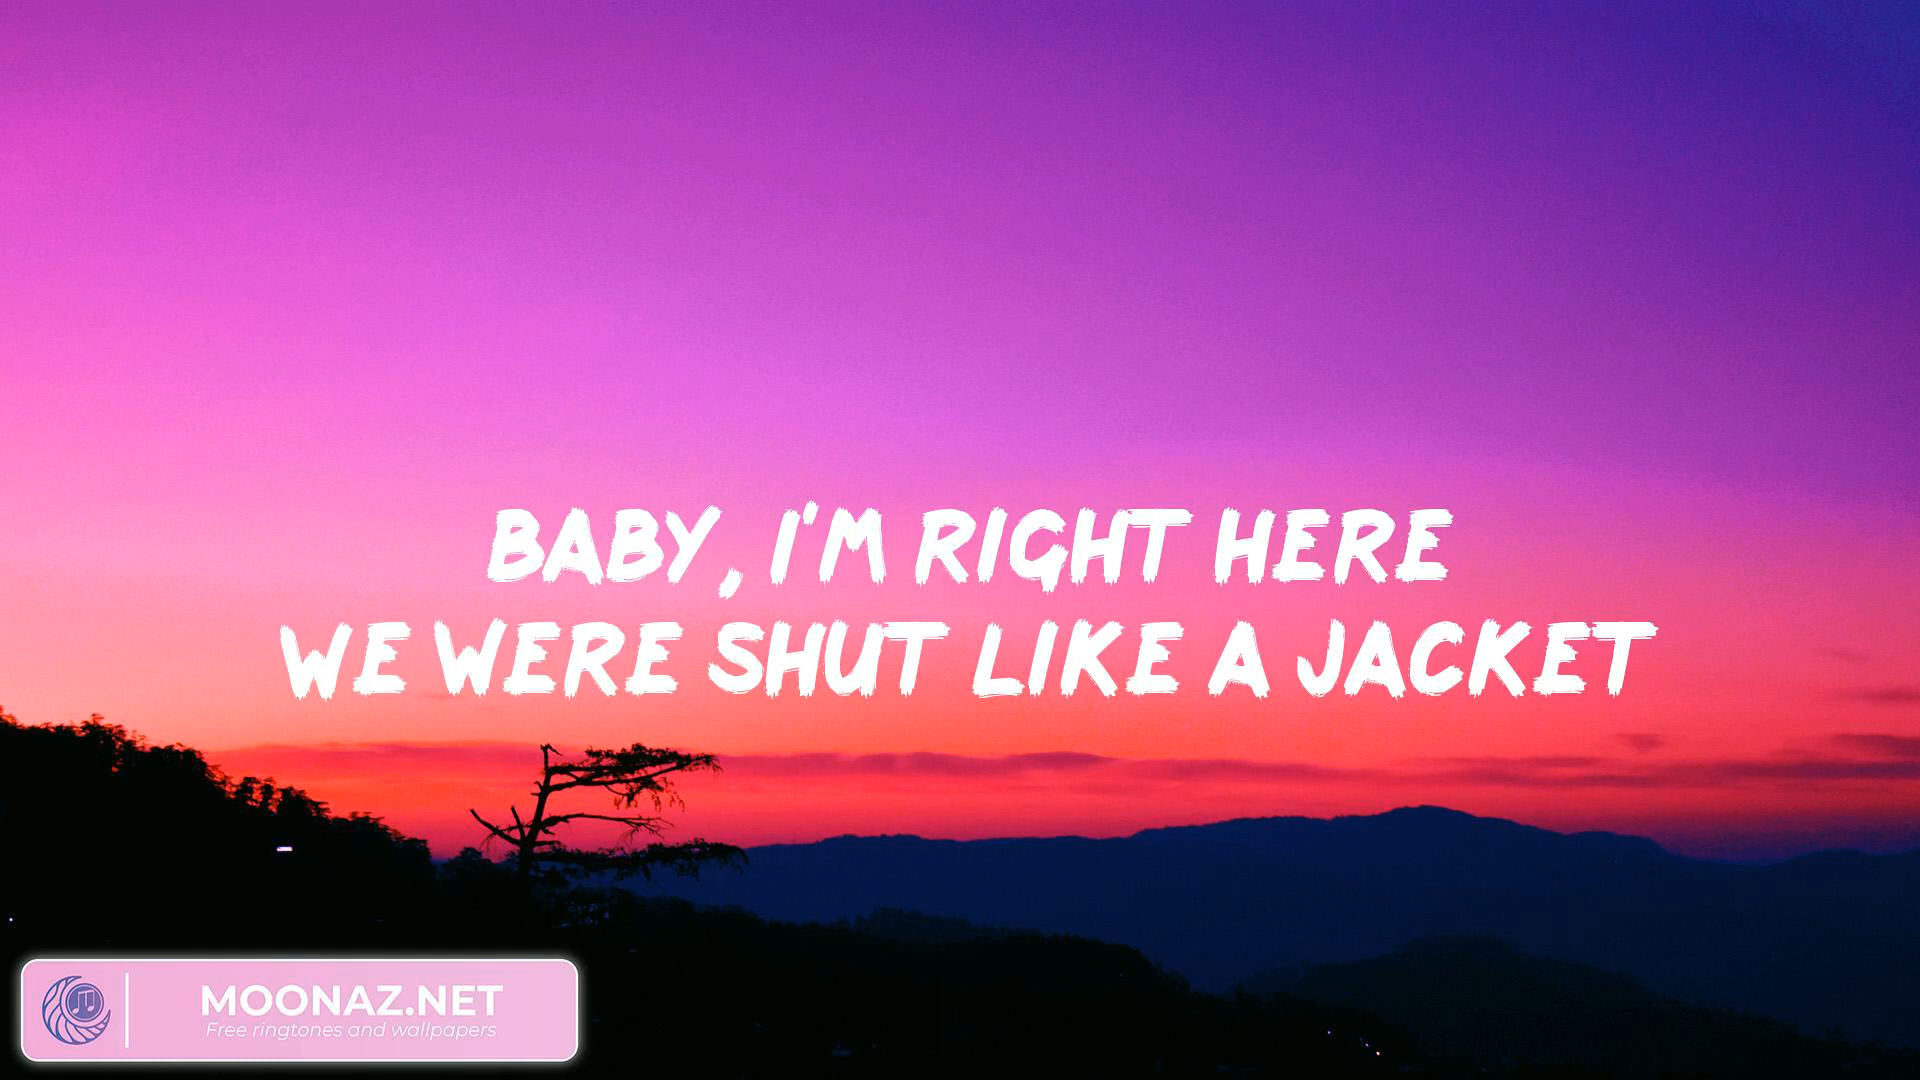 BABY, I'M RIGHT HERE
WE WERE SHUT LIKE A JACKET
MOONAZ.NET
Free ringtones and wallpapers